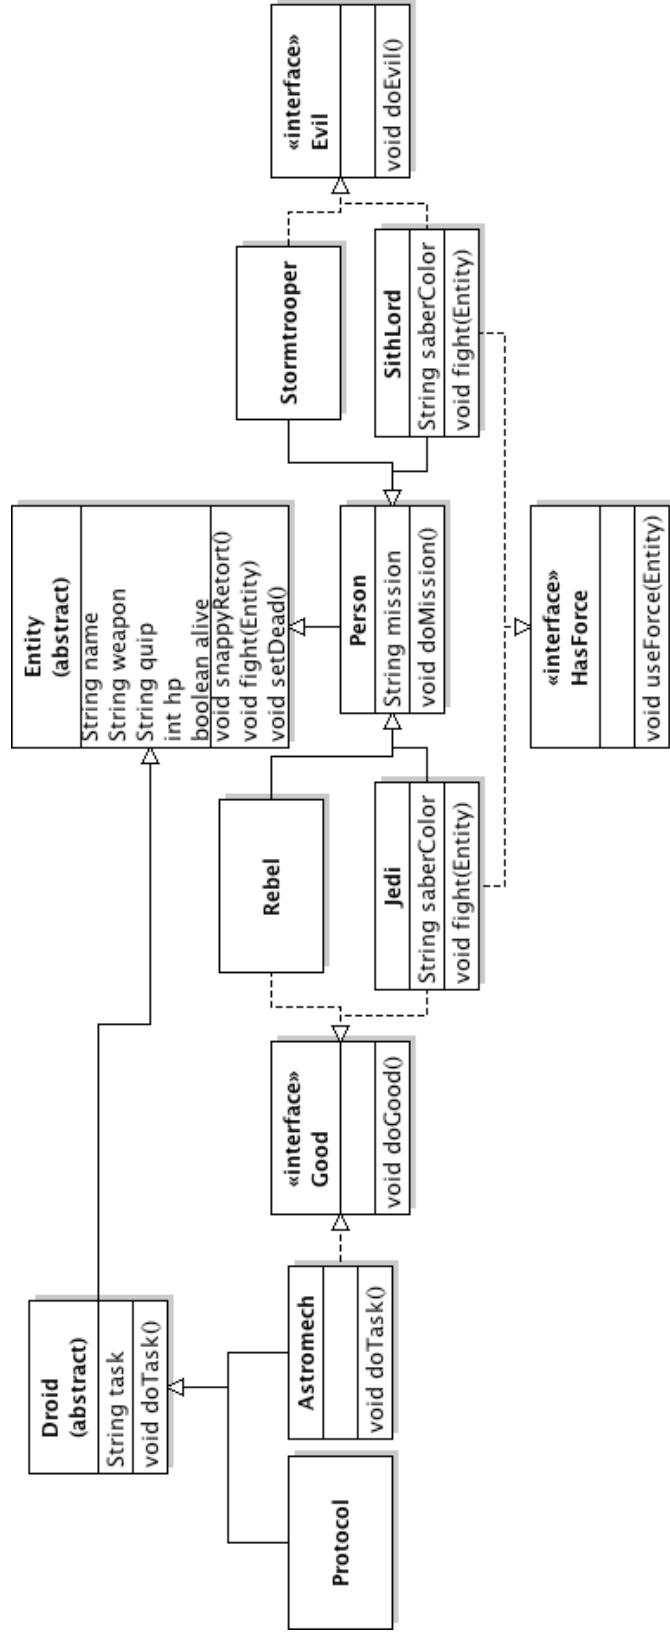 Droid
(abstract)
String task
void doTask()
Protocol
Astromech
void doTask()
«interface»
Good
void doGood()
Entity
(abstract)
String name
String weapon
String quip
int hp
boolean alive
void snappyRetort()
void fight(Entity)
void setDead()
Rebel
Jedi
String saberColor
void fight(Entity)
Person
String mission
void doMission()
«interface»
HasForce
void useForce(Entity)
Stormtrooper
SithLord
String saberColor
void fight(Entity)
«interface»
Evil
void doEvil()